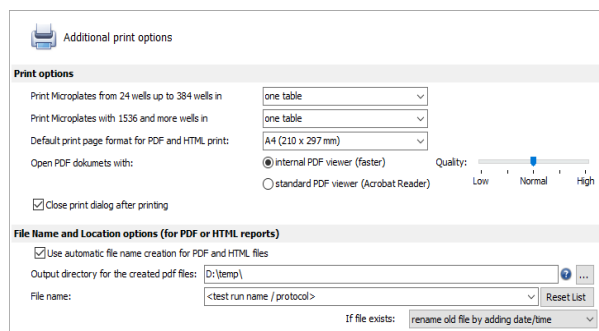 Additional print options
Print options
Print Microplates from 24 wells up to 384 wells in one table
Print Microplates with 1536 and more wells in one table
Default print page format for PDF and HTML print: A4 (210 x 297 mm)
Open PDF dokumets with: internal PDF viewer (faster) Quality:
standard PDF viewer (Acrobat Reader) Low Normal High
Close print dialog after printing
File Name and Location options (for PDF or HTML reports)
Use automatic file name creation for PDF and HTML files
Output directory for the created pdf files: D:\temp\ ? ...
File name: <test run name / protocol> Reset List
If file exists: rename old file by adding date/time